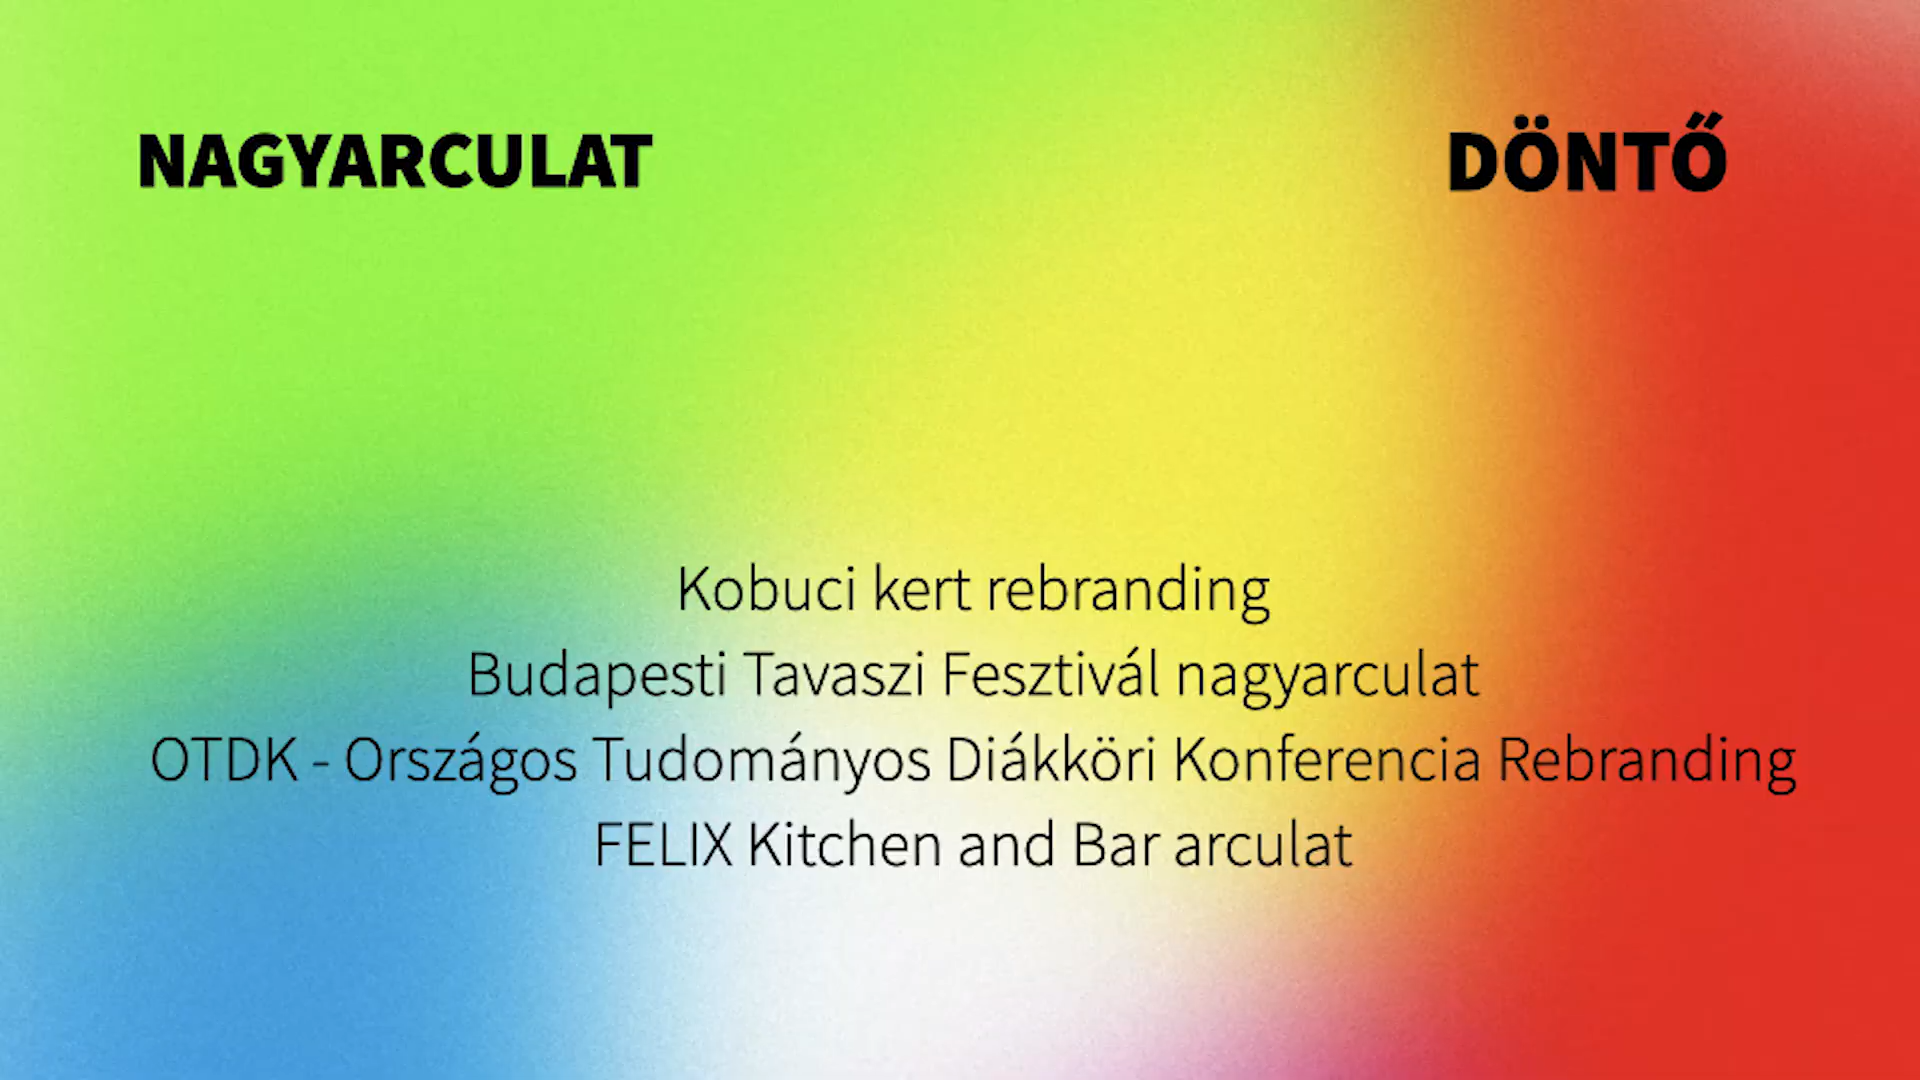 NAGYARCULAT
DÖNTŐ
Kobuci kert rebranding
Budapesti Tavaszi Fesztivál nagyarculat
OTDK - Országos Tudományos Diákköri Konferencia Rebranding
FELIX Kitchen and Bar arculat